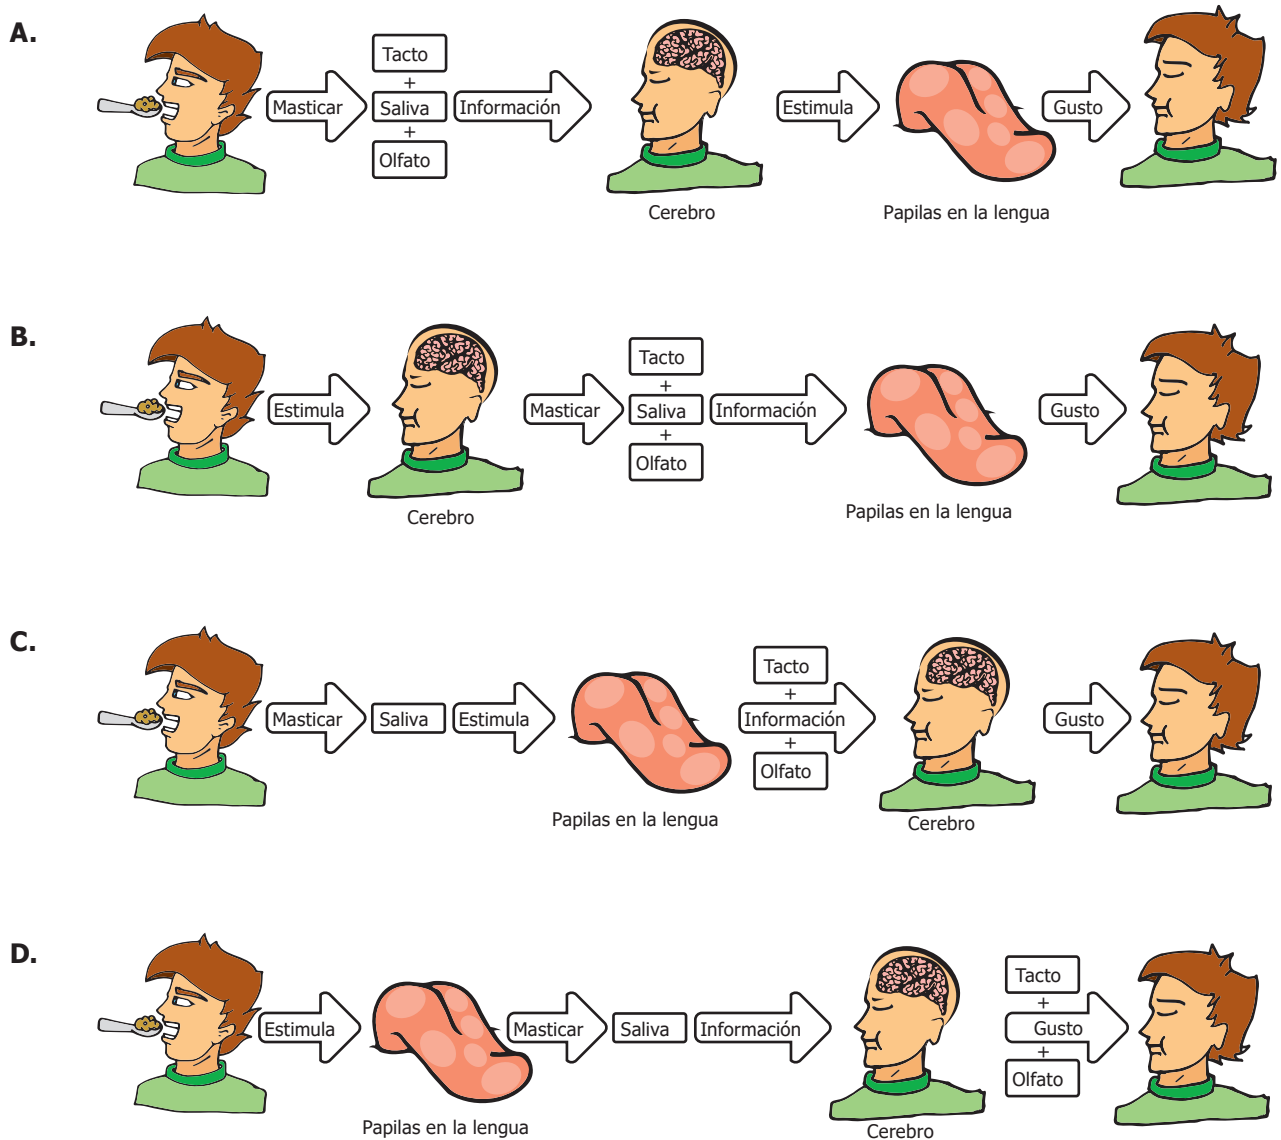 A.
Masticar
Tacto
+
Saliva
+
Olfato
Información
Cerebro
Estimula
Papilas en la lengua
Gusto
B.
Estimula
Cerebro
Masticar
Tacto
+
Saliva
+
Olfato
Información
Papilas en la lengua
Gusto
C.
Masticar
Saliva
Estimula
Papilas en la lengua
Tacto
+
Información
+
Olfato
Cerebro
Gusto
D.
Estimula
Papilas en la lengua
Masticar
Saliva
Información
Cerebro
Tacto
+
Gusto
+
Olfato